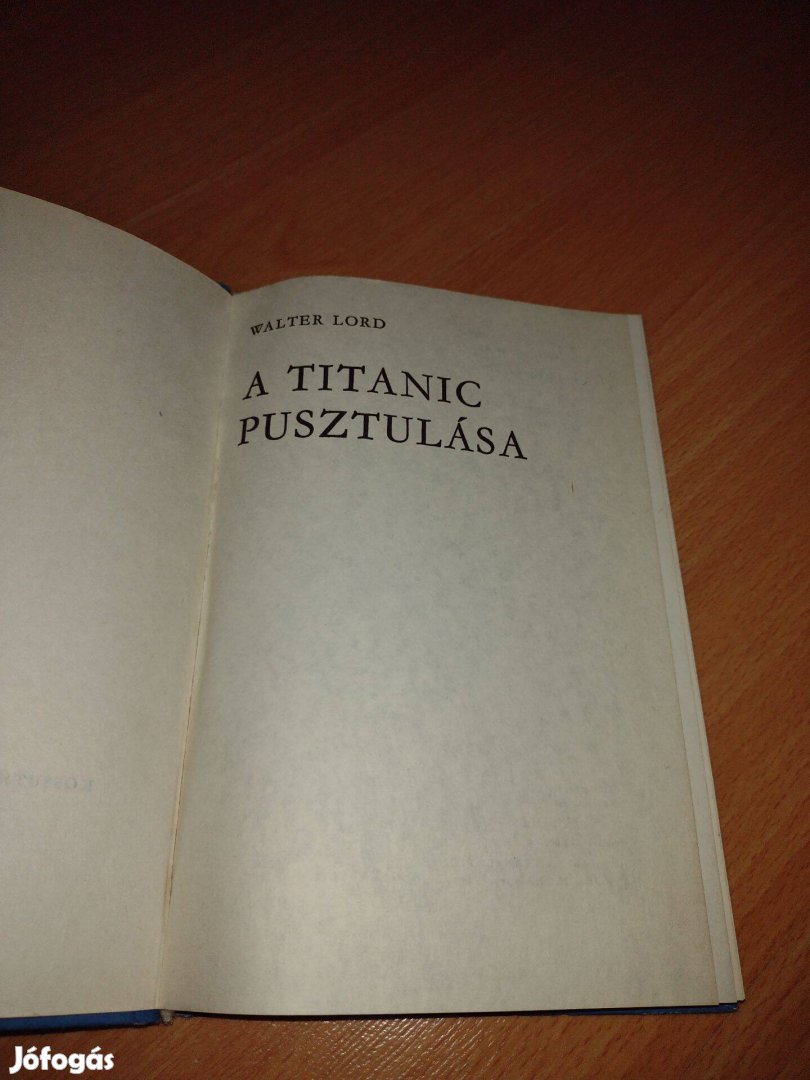 WALTER LORD
A TITANIC
PUSZTULÁSA
Jófogás